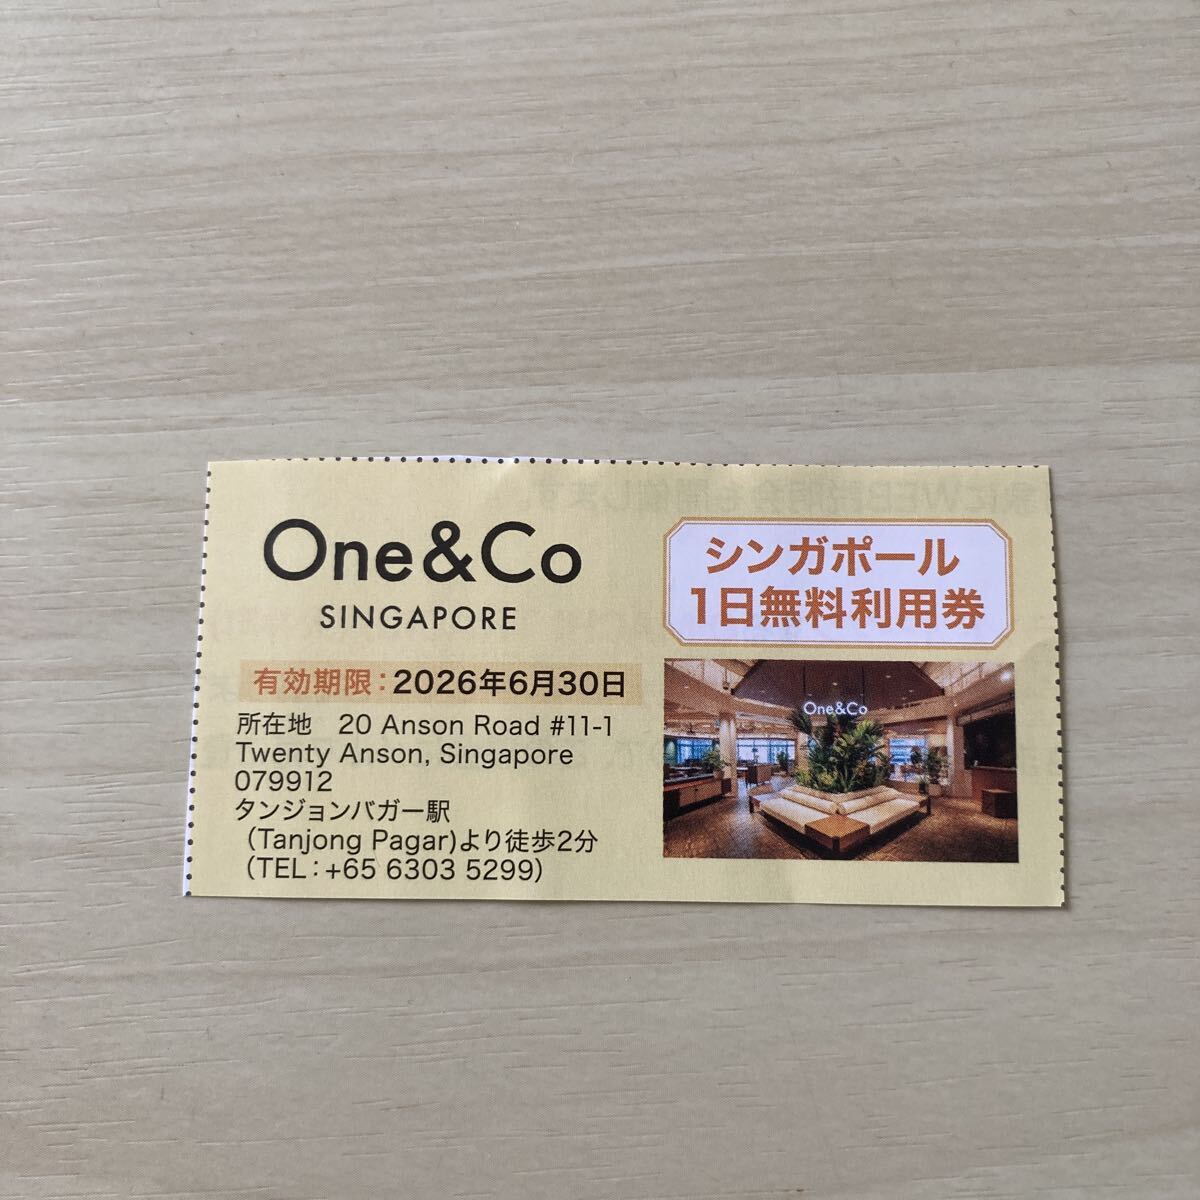 One&Co
SINGAPORE
シンガポール
1日無料利用券
有効期限：2026年6月30日
所在地　20 Anson Road #11-1
Twenty Anson, Singapore
079912
タンジョンバガー駅
（Tanjong Pagar)より徒歩2分
（TEL：+65 6303 5299）
One&Co